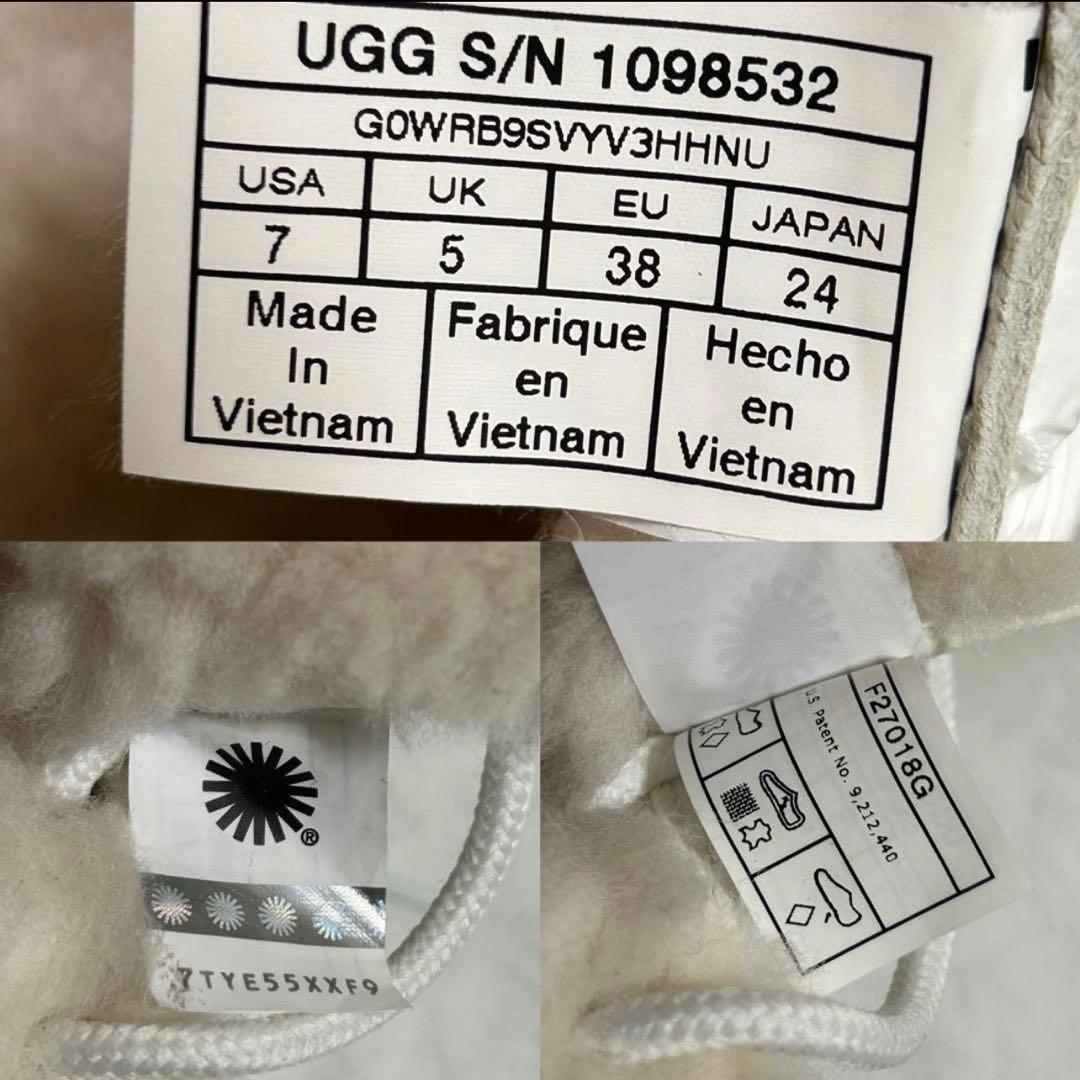 UGG S/N 1098532
G0WRB9SVYV3HHNU
USA UK EU JAPAN
7 5 38 24
Made In Vietnam
Fabrique en Vietnam
Hecho en Vietnam
®
7TYE55XXF9
F27018G
U.S. Patent No. 9,212,440